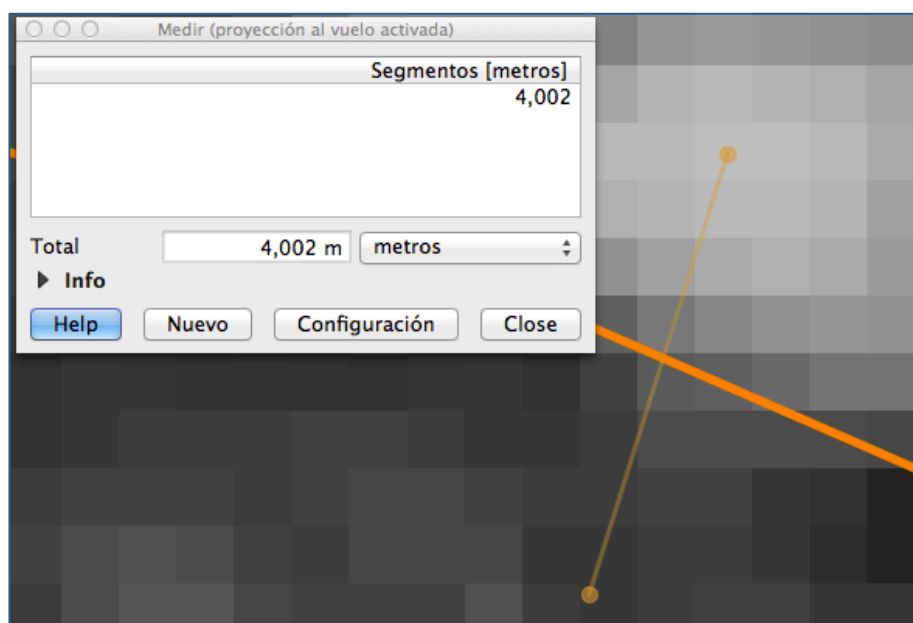 Medir (proyección al vuelo activada)
Segmentos [metros]
4,002
Total 4,002 m metros
Info
Help Nuevo Configuración Close